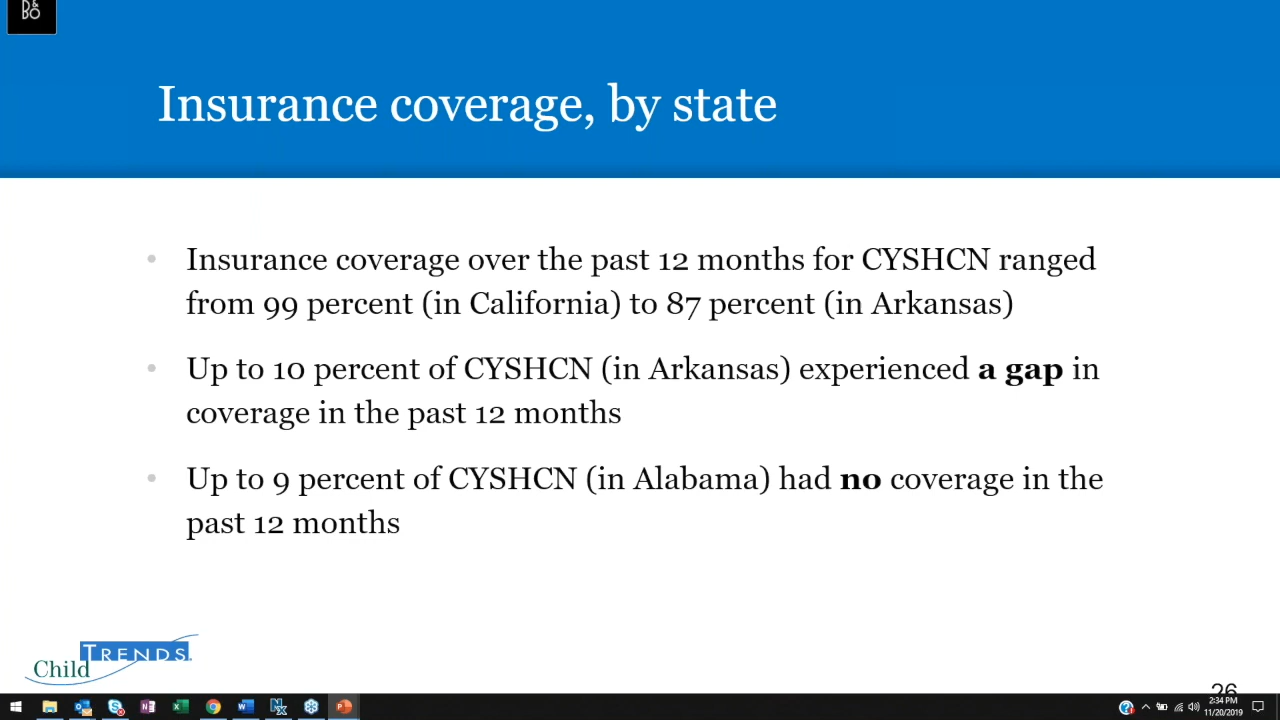 B&O
Insurance coverage, by state
• Insurance coverage over the past 12 months for CYSHCN ranged
from 99 percent (in California) to 87 percent (in Arkansas)
• Up to 10 percent of CYSHCN (in Arkansas) experienced a gap in
coverage in the past 12 months
• Up to 9 percent of CYSHCN (in Alabama) had no coverage in the
past 12 months
Child TRENDS
26
2:34 PM
11/20/2019